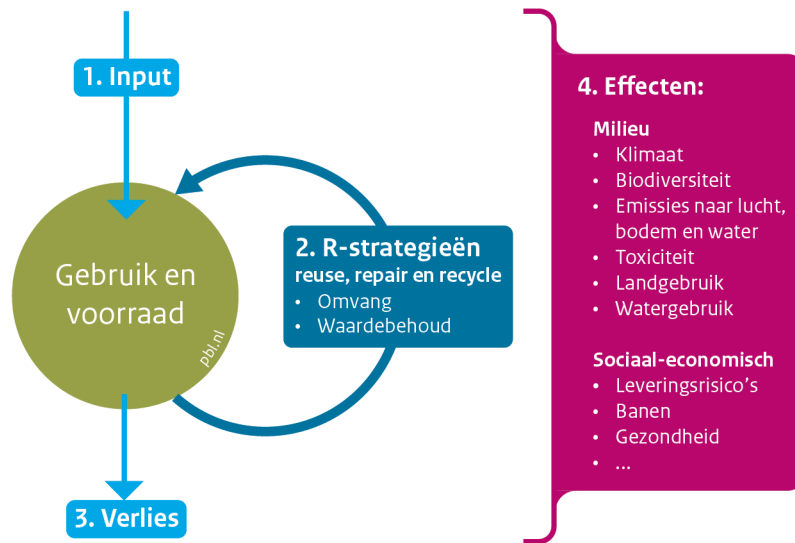 1. Input
Gebruik en
voorraad
pbl.nl
2. R-strategieën
reuse, repair en recycle
• Omvang
• Waardebehoud
3. Verlies
4. Effecten:
Milieu
• Klimaat
• Biodiversiteit
• Emissies naar lucht,
bodem en water
• Toxiciteit
• Landgebruik
• Watergebruik
Sociaal-economisch
• Leveringsrisico's
• Banen
• Gezondheid
• ...